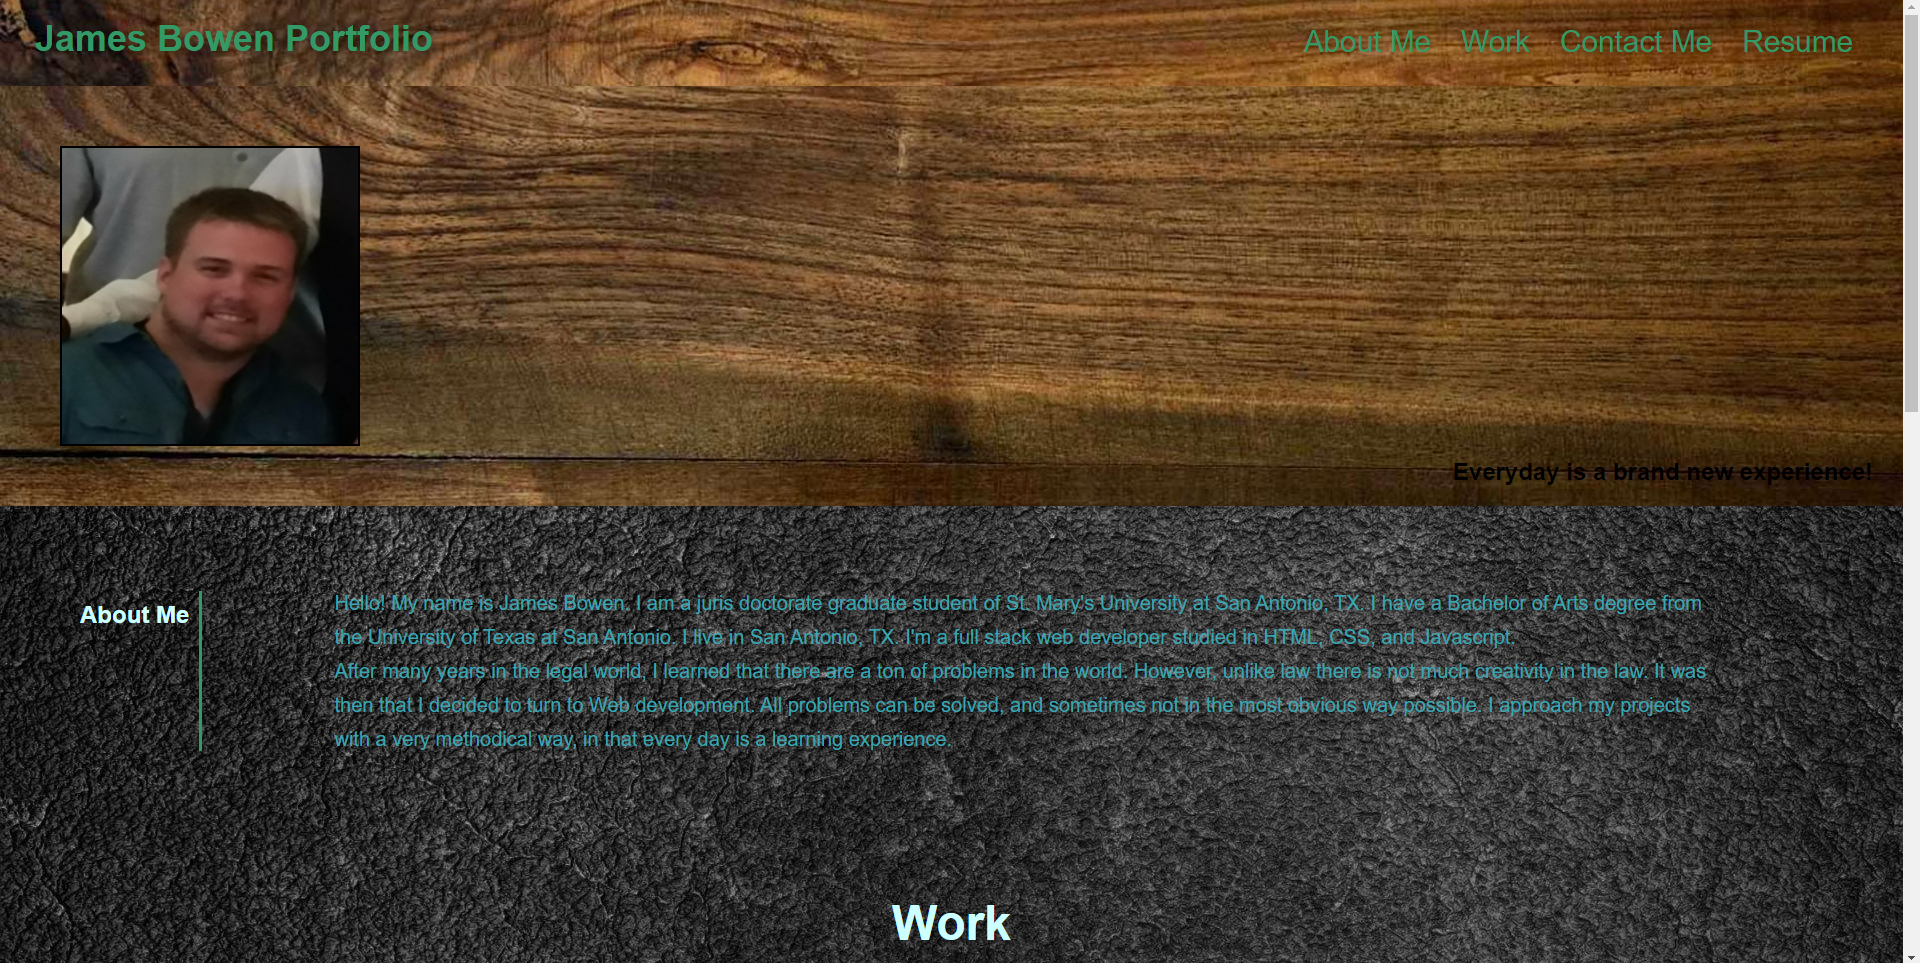 James Bowen Portfolio
About Me Work Contact Me Resume
Everyday is a brand new experience!
About Me
Hello! My name is James Bowen. I am a juris doctorate graduate student of St. Mary's University at San Antonio, TX. I have a Bachelor of Arts degree from
the University of Texas at San Antonio. I live in San Antonio, TX. I'm a full stack web developer studied in HTML, CSS, and Javascript.
After many years in the legal world, I learned that there are a ton of problems in the world. However, unlike law there is not much creativity in the law. It was
then that I decided to turn to Web development. All problems can be solved, and sometimes not in the most obvious way possible. I approach my projects
with a very methodical way, in that every day is a learning experience.
Work